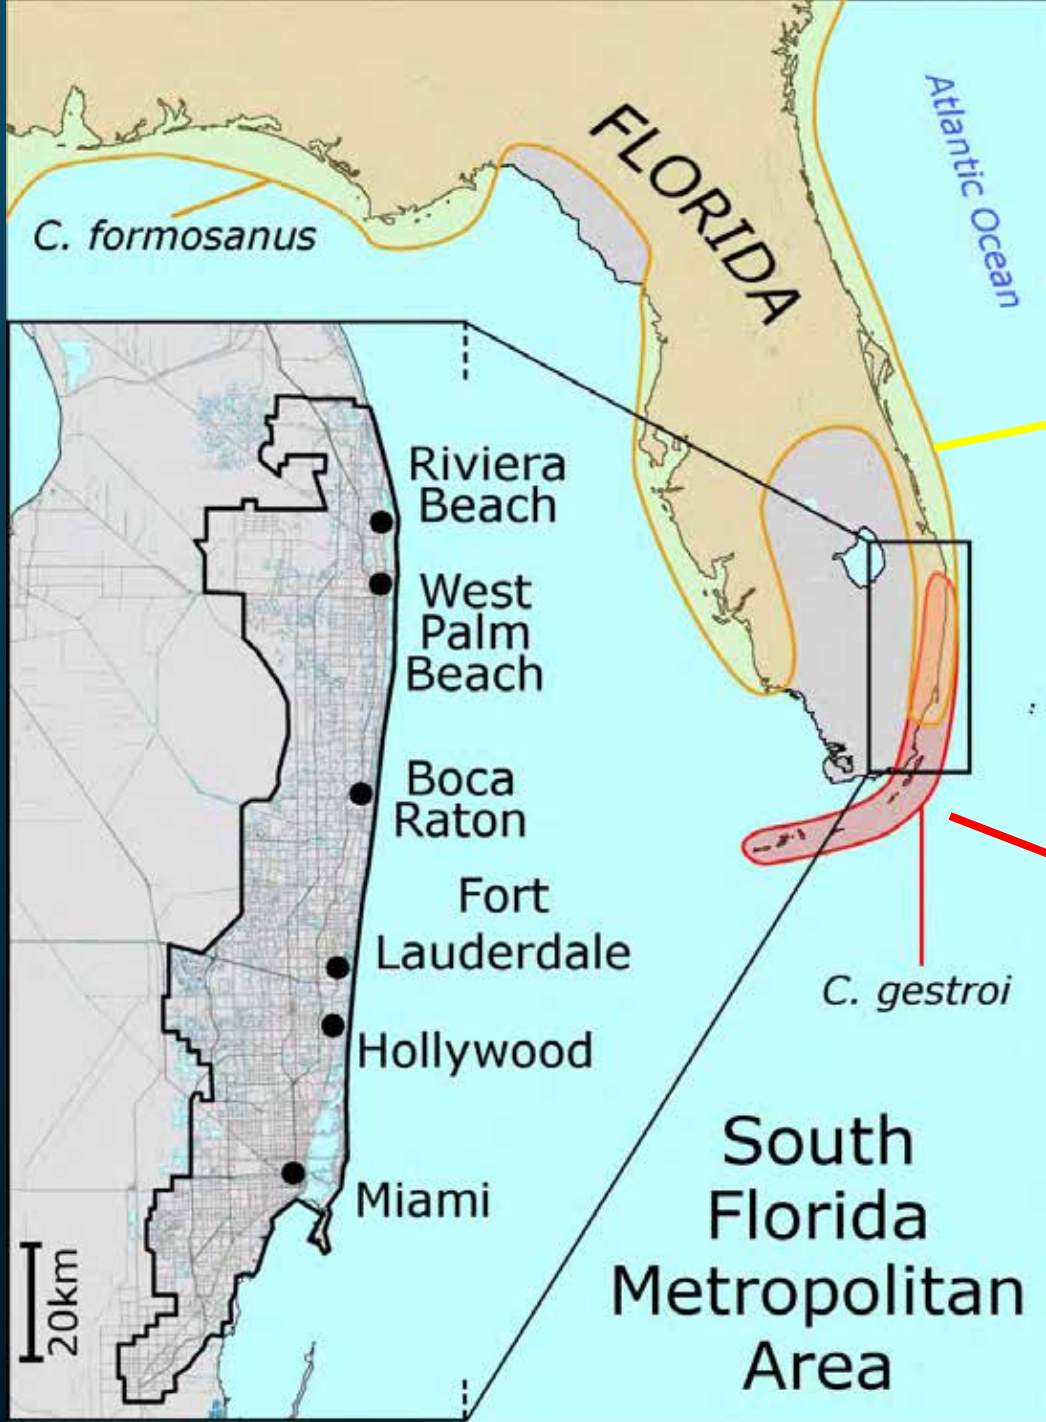 FLORIDA
Atlantic Ocean
C. formosanus
Riviera
Beach
West
Palm
Beach
Boca
Raton
Fort
Lauderdale
Hollywood
Miami
20km
C. gestroi
South
Florida
Metropolitan
Area